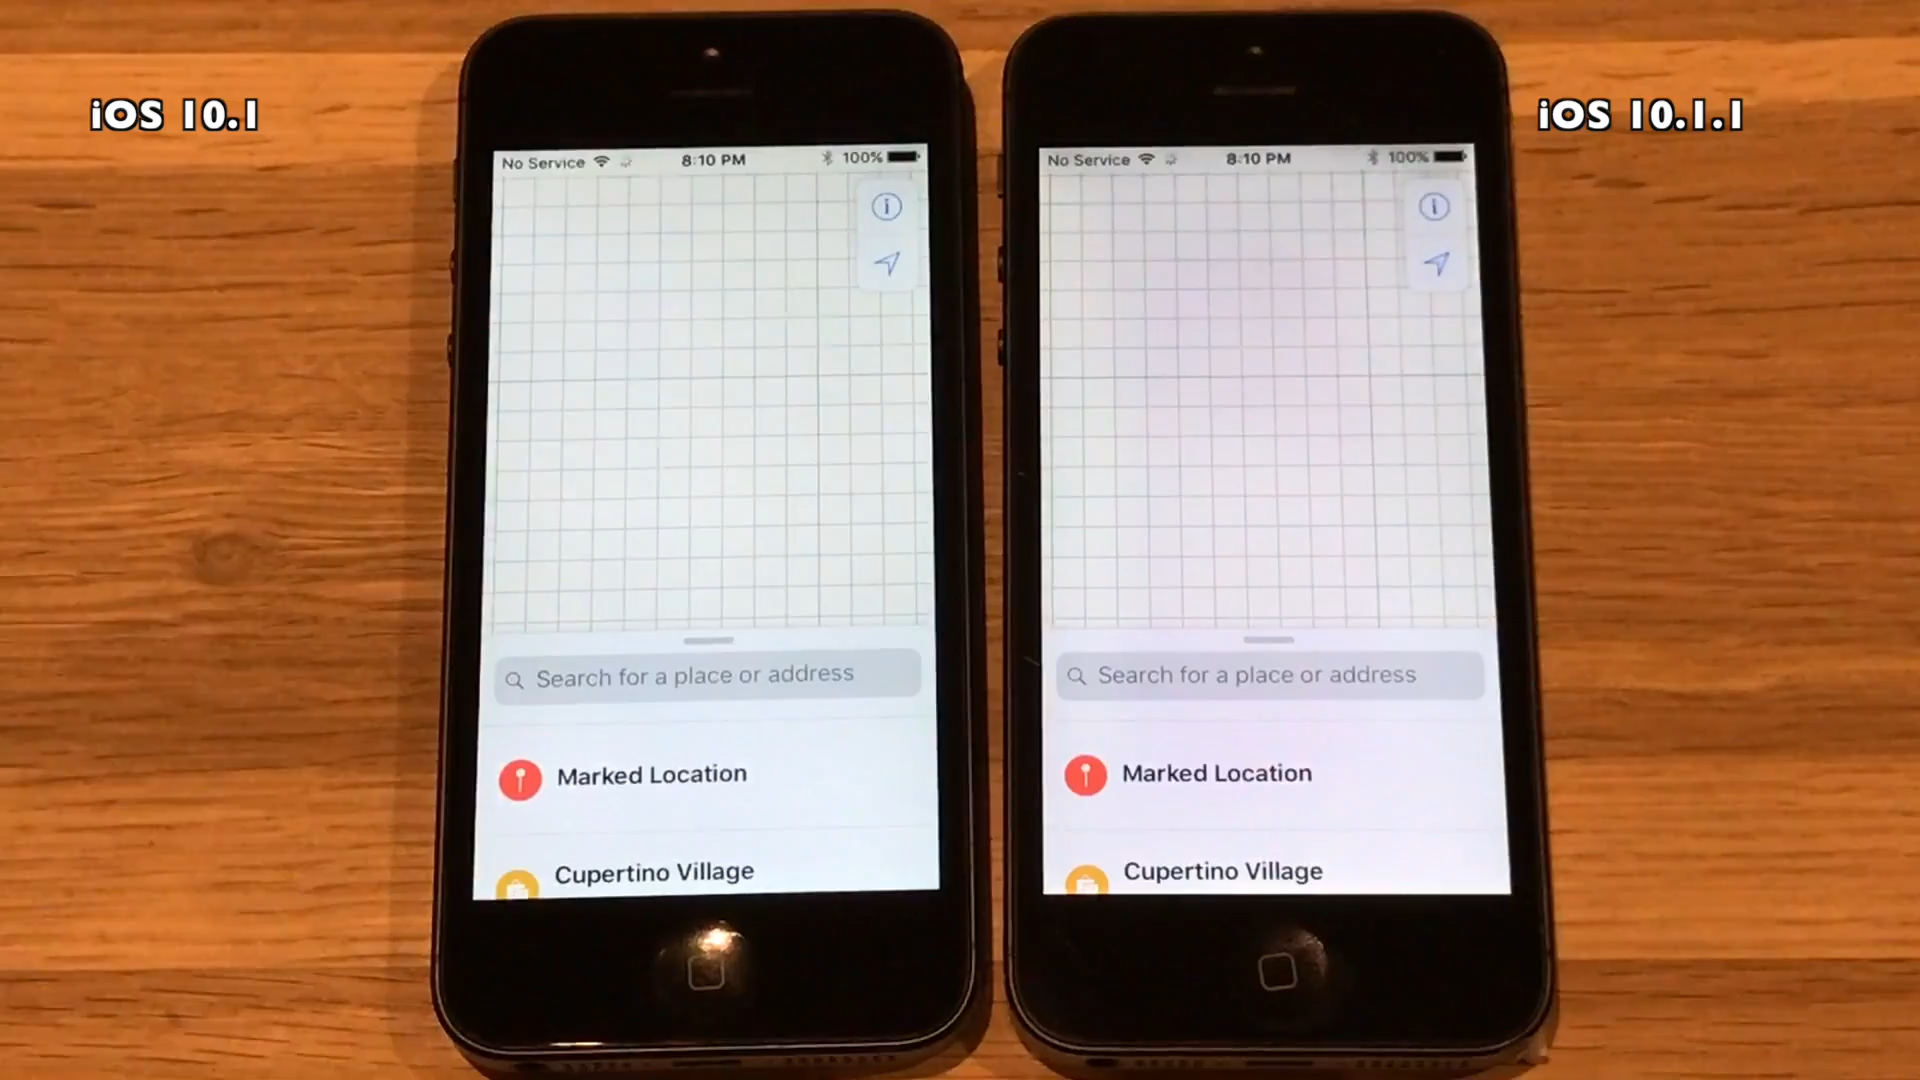 iOS 10.1
iOS 10.1.1
No Service 8:10 PM 100%
Search for a place or address
Marked Location
Cupertino Village
No Service 8:10 PM 100%
Search for a place or address
Marked Location
Cupertino Village